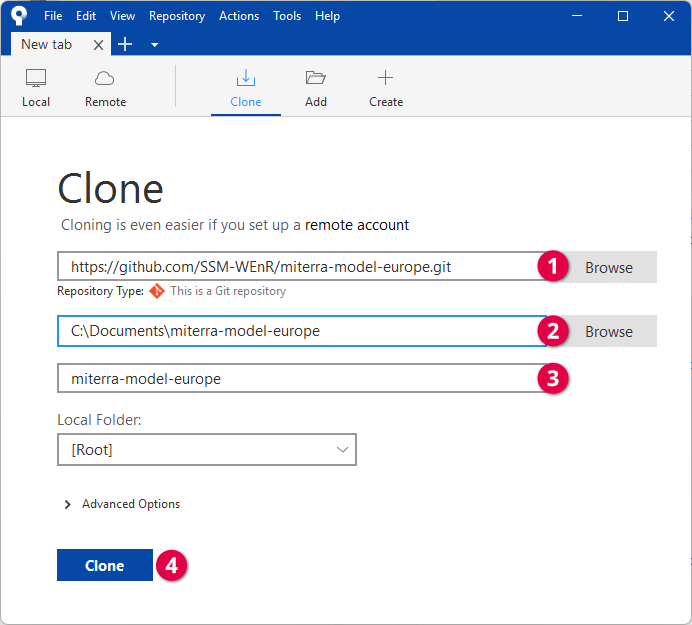 File Edit View Repository Actions Tools Help
New tab
Local Remote Clone Add Create
Clone
Cloning is even easier if you set up a remote account
https://github.com/SSM-WEnR/miterra-model-europe.git 1 Browse
Repository Type: This is a Git repository
C:\Documents\miterra-model-europe 2 Browse
miterra-model-europe 3
Local Folder:
[Root]
Advanced Options
Clone 4